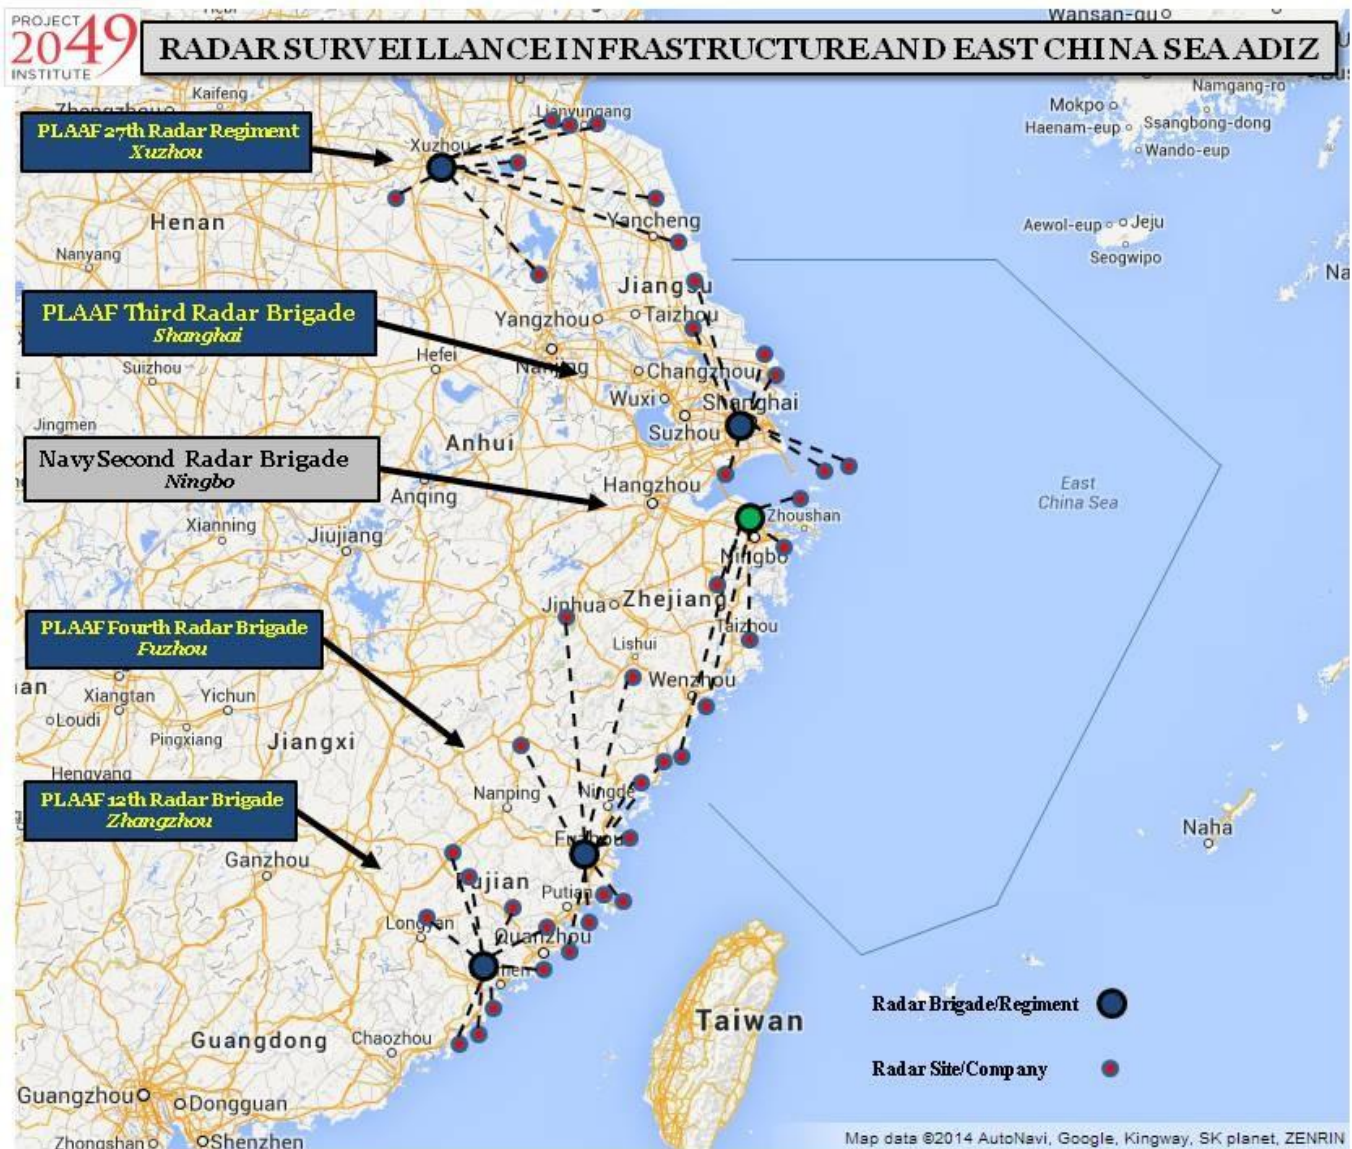 PROJECT
2049
INSTITUTE
RADAR SURVEILLANCE INFRASTRUCTURE AND EAST CHINA SEA ADIZ
Wansan-gu
Namgang-ro
Kaifeng
Zhengzhou
Lianyungang
Mokpo
Haenam-eup
Ssangbong-dong
Wando-eup
PLAAF 27th Radar Regiment
Xuzhou
Xuzhou
Henan
Yancheng
Aewol-eup
Jeju
Seogwipo
Nanyang
Na
Jiangsu
PLAAF Third Radar Brigade
Shanghai
Yangzhou
Taizhou
Hefei
Nanjing
Suizhou
Changzhou
Wuxi
Shanghai
Jingmen
Suzhou
Anhui
Navy Second Radar Brigade
Ningbo
Hangzhou
East
China Sea
Anqing
Xianning
Jiujiang
Zhoushan
Ningbo
Jinhua
Zhejiang
Taizhou
PLAAF Fourth Radar Brigade
Fuzhou
Lishui
Wenzhou
an
Xiangtan
Yichun
Loudi
Pingxiang
Jiangxi
Hengyang
PLAAF 12th Radar Brigade
Zhangzhou
Nanping
Ningde
Fuzhou
Naha
Ganzhou
Fujian
Putian
Longyan
Quanzhou
men
Radar Brigade/Regiment
Taiwan
Guangdong
Chaozhou
Radar Site/Company
Guangzhou
Dongguan
Zhongshan
Shenzhen
Map data ©2014 AutoNavi, Google, Kingway, SK planet, ZENRIN